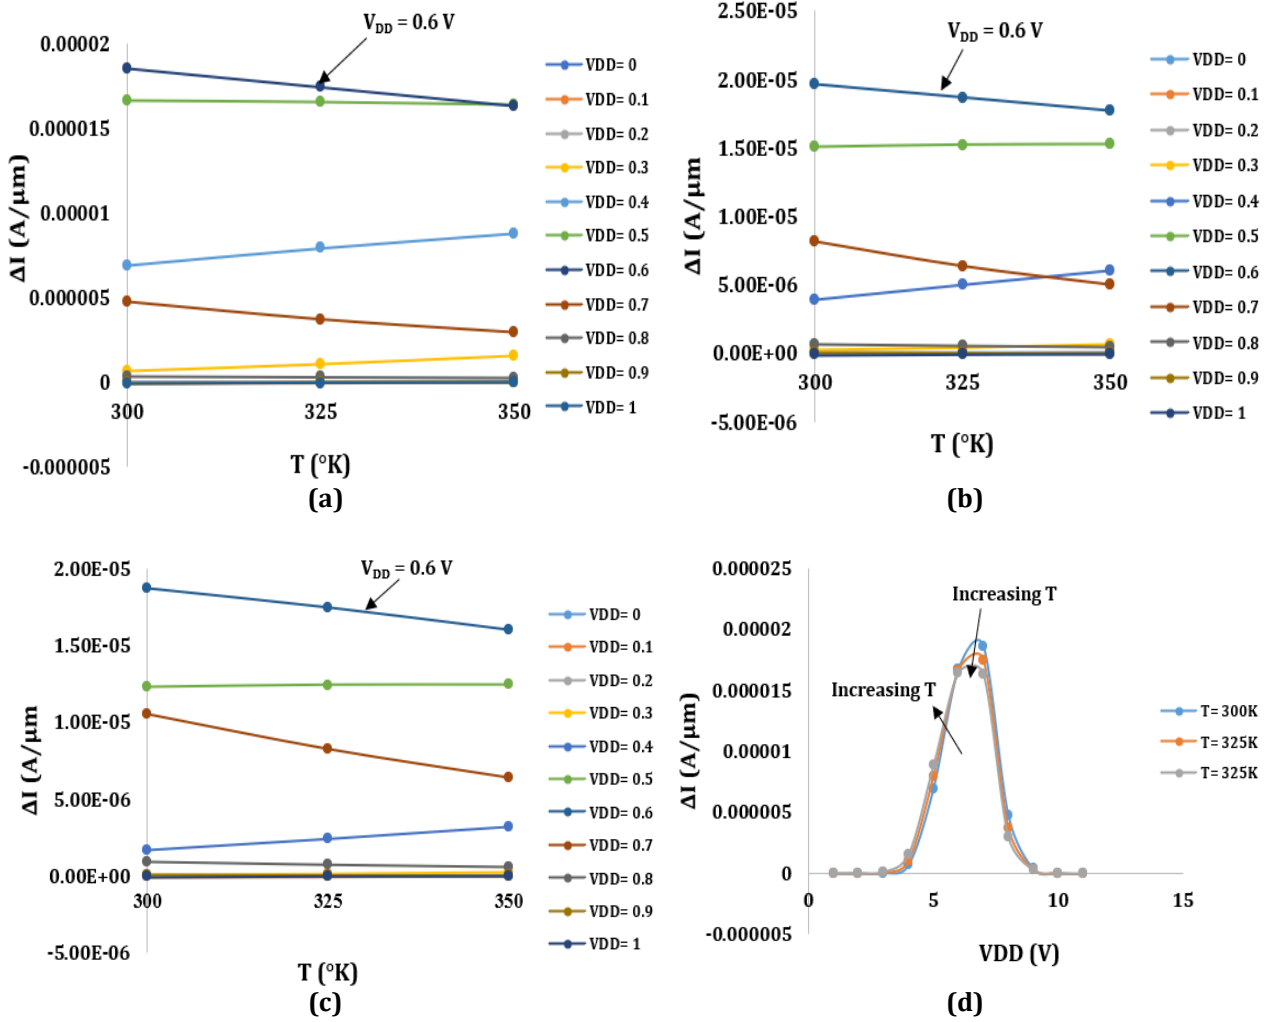 V_DD = 0.6 V
0.00002
0.000015
0.00001
0.000005
0
-0.000005
300
325
350
ΔI (A/μm)
T (°K)
VDD= 0
VDD= 0.1
VDD= 0.2
VDD= 0.3
VDD= 0.4
VDD= 0.5
VDD= 0.6
VDD= 0.7
VDD= 0.8
VDD= 0.9
VDD= 1
(a)
V_DD = 0.6 V
2.50E-05
2.00E-05
1.50E-05
1.00E-05
5.00E-06
0.00E+00
-5.00E-06
300
325
350
ΔI (A/μm)
T (°K)
VDD= 0
VDD= 0.1
VDD= 0.2
VDD= 0.3
VDD= 0.4
VDD= 0.5
VDD= 0.6
VDD= 0.7
VDD= 0.8
VDD= 0.9
VDD= 1
(b)
V_DD = 0.6 V
2.00E-05
1.50E-05
1.00E-05
5.00E-06
0.00E+00
-5.00E-06
300
325
350
ΔI (A/μm
T (°K)
VDD= 0
VDD= 0.1
VDD= 0.2
VDD= 0.3
VDD= 0.4
VDD= 0.5
VDD= 0.6
VDD= 0.7
VDD= 0.8
VDD= 0.9
VDD= 1
(c)
0.000025
0.00002
0.000015
0.00001
0.000005
0
-0.000005
0
5
10
15
ΔI (A/μm)
VDD (V)
Increasing T
Increasing T
T= 300K
T= 325K
T= 325K
(d)